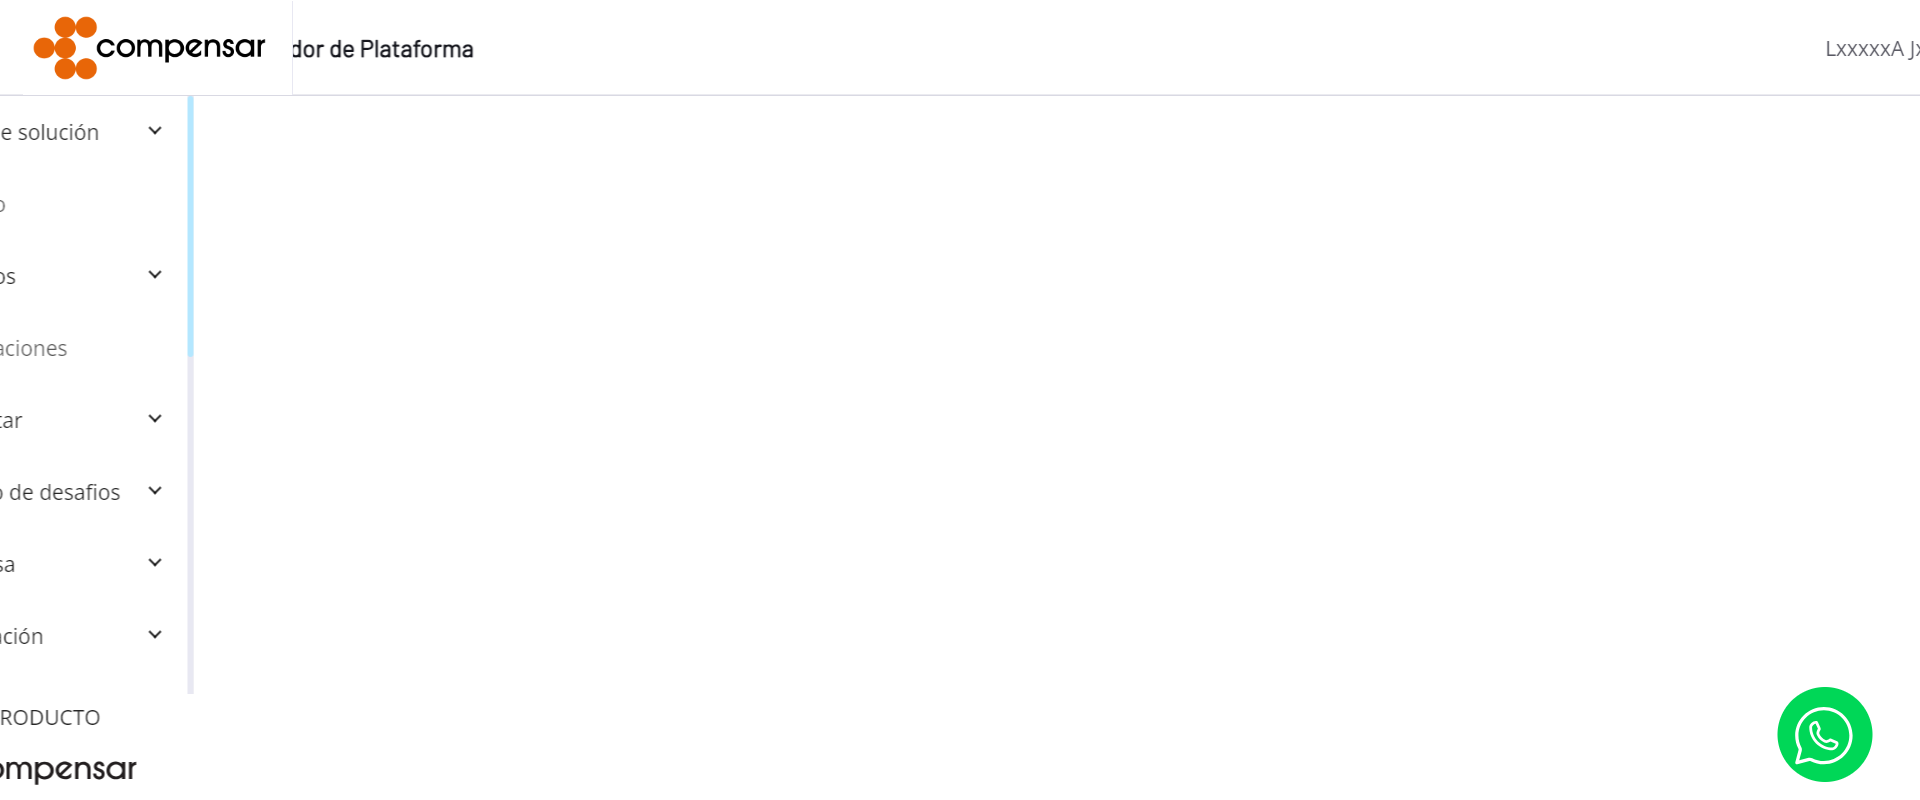 compensar
dor de Plataforma
LxxxxxA Jx
e solución
o
os
aciones
tar
o de desafios
sa
ación
RODUCTO
ompensar